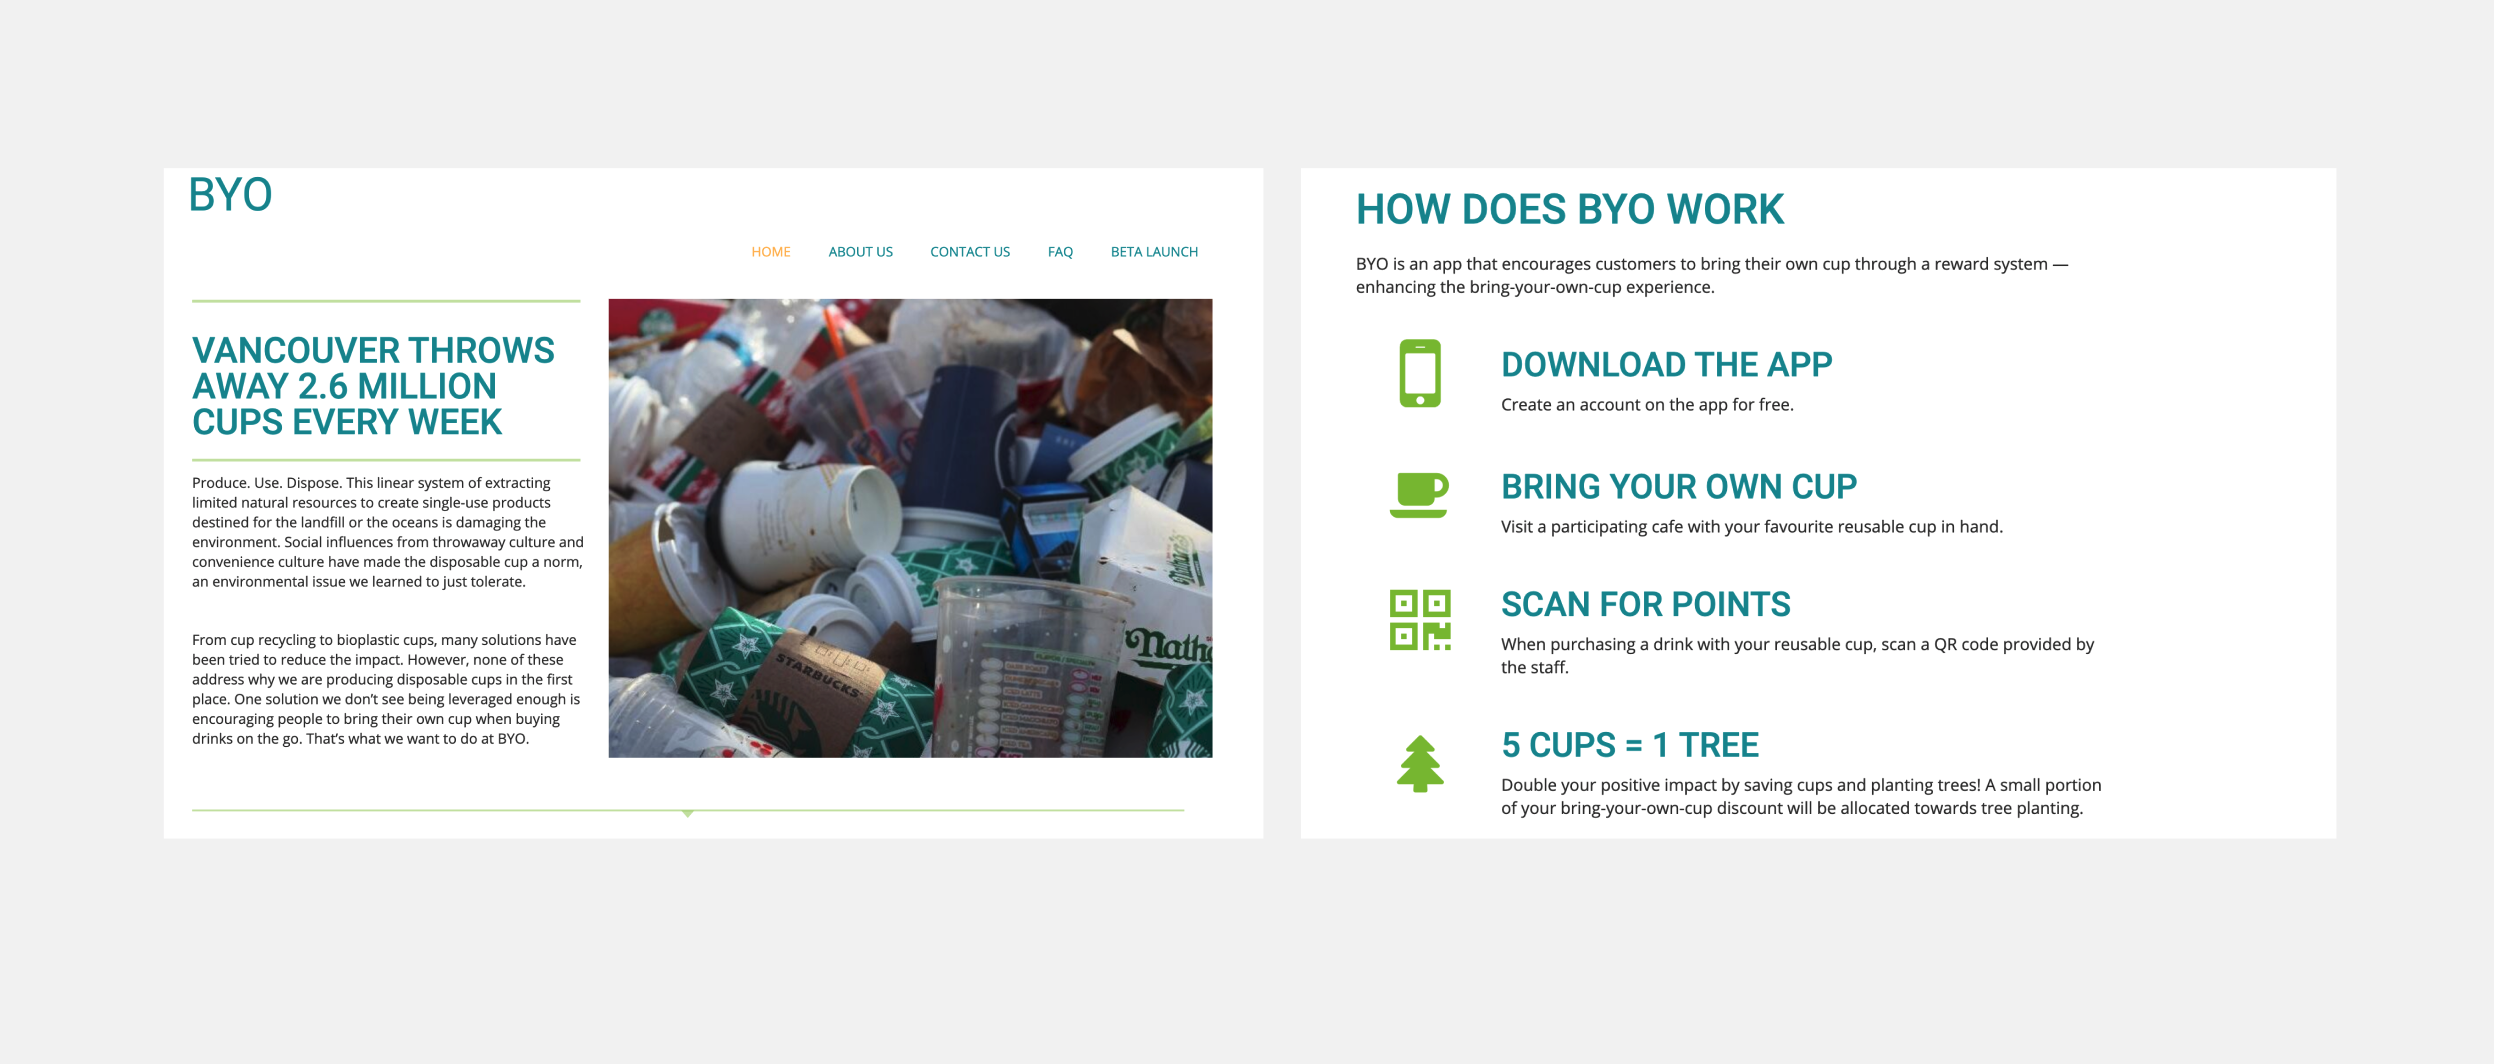 BYO
HOME ABOUT US CONTACT US FAQ BETA LAUNCH
VANCOUVER THROWS
AWAY 2.6 MILLION
CUPS EVERY WEEK
Produce. Use. Dispose. This linear system of extracting
limited natural resources to create single-use products
destined for the landfill or the oceans is damaging the
environment. Social influences from throwaway culture and
convenience culture have made the disposable cup a norm,
an environmental issue we learned to just tolerate.
From cup recycling to bioplastic cups, many solutions have
been tried to reduce the impact. However, none of these
address why we are producing disposable cups in the first
place. One solution we don’t see being leveraged enough is
encouraging people to bring their own cup when buying
drinks on the go. That’s what we want to do at BYO.
STARBUCKS
HOW DOES BYO WORK
BYO is an app that encourages customers to bring their own cup through a reward system —
enhancing the bring-your-own-cup experience.
DOWNLOAD THE APP
Create an account on the app for free.
BRING YOUR OWN CUP
Visit a participating cafe with your favourite reusable cup in hand.
SCAN FOR POINTS
When purchasing a drink with your reusable cup, scan a QR code provided by
the staff.
5 CUPS = 1 TREE
Double your positive impact by saving cups and planting trees! A small portion
of your bring-your-own-cup discount will be allocated towards tree planting.